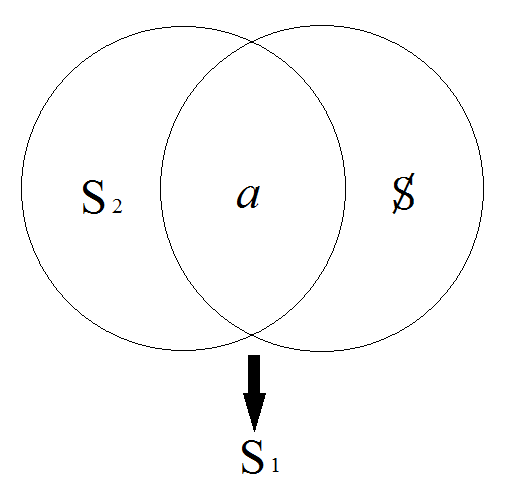 S₂ a $
S₁